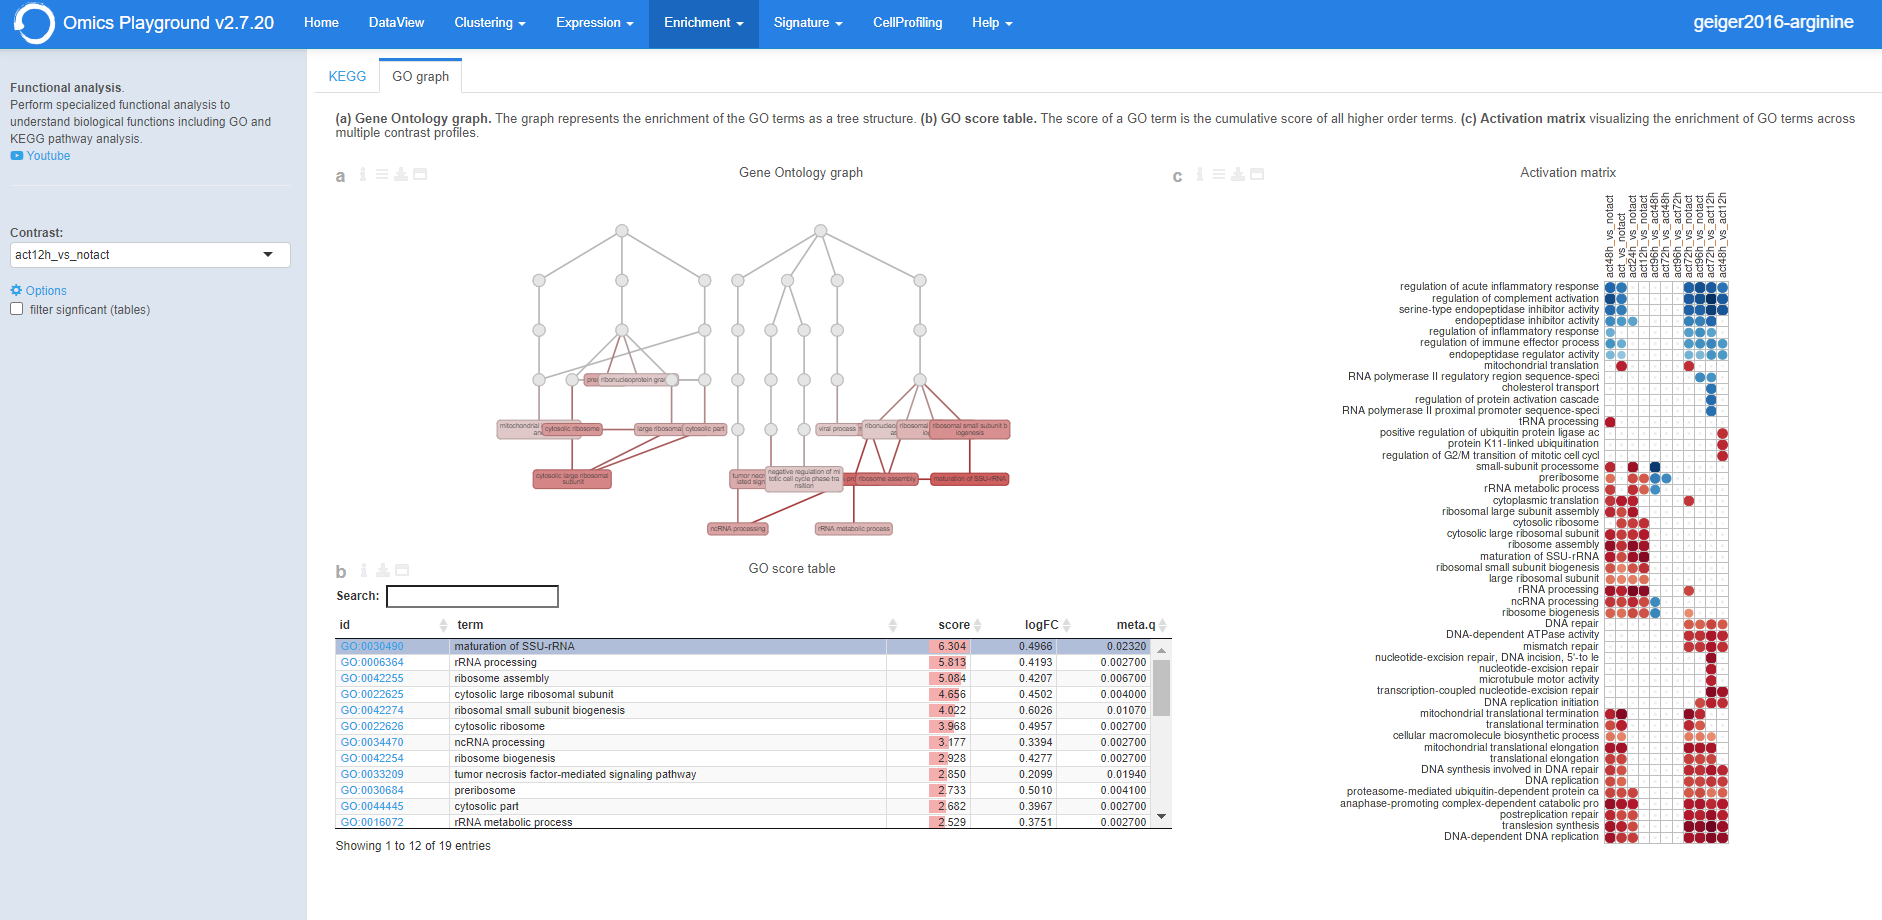 Omics Playground v2.7.20
Home
DataView
Clustering
Expression
Enrichment
Signature
CellProfiling
Help
geiger2016-arginine
Functional analysis.
Perform specialized functional analysis to
understand biological functions including GO and
KEGG pathway analysis.
Youtube
Contrast:
act12h_vs_notact
Options
filter signficant (tables)
KEGG
GO graph
(a) Gene Ontology graph. The graph represents the enrichment of the GO terms as a tree structure. (b) GO score table. The score of a GO term is the cumulative score of all higher order terms. (c) Activation matrix visualizing the enrichment of GO terms across
multiple contrast profiles.
a
Gene Ontology graph
ribonucleoprotein gra
mitochondrial
cytosolic ribosome
large ribosoma
cytosolic part
viral process
ribonucleo
ribosomal
ribosomal small subunit b
iogenesis
cytosolic large ribosomal
subunit
tumor necr
iated sign
negative regulation of mi
totic cell cycle phase tra
nsition
ribosome assembly
maturation of SSU-rRNA
ncRNA processing
rRNA metabolic process
b
GO score table
Search:
id term score logFC meta.q
GO:0030490 maturation of SSU-rRNA 6.304 0.4966 0.02320
GO:0006364 rRNA processing 5.813 0.4193 0.002700
GO:0042255 ribosome assembly 5.084 0.4207 0.006700
GO:0022625 cytosolic large ribosomal subunit 4.656 0.4502 0.004000
GO:0042274 ribosomal small subunit biogenesis 4.022 0.6026 0.01070
GO:0022626 cytosolic ribosome 3.968 0.4957 0.002700
GO:0034470 ncRNA processing 3.177 0.3394 0.002700
GO:0042254 ribosome biogenesis 2.928 0.4277 0.002700
GO:0033209 tumor necrosis factor-mediated signaling pathway 2.850 0.2099 0.01940
GO:0030684 preribosome 2.733 0.5010 0.004100
GO:0044445 cytosolic part 2.682 0.3967 0.002700
GO:0016072 rRNA metabolic process 2.529 0.3751 0.002700
Showing 1 to 12 of 19 entries
c
Activation matrix
act48h_vs_notact
act_vs_notact
act24h_vs_notact
act12h_vs_notact
act96h_vs_act48h
act72h_vs_act48h
act96h_vs_act72h
act72h_vs_notact
act96h_vs_notact
act72h_vs_act12h
act48h_vs_act12h
regulation of acute inflammatory response
regulation of complement activation
serine-type endopeptidase inhibitor activity
endopeptidase inhibitor activity
regulation of inflammatory response
regulation of immune effector process
endopeptidase regulator activity
mitochondrial translation
RNA polymerase II regulatory region sequence-speci
cholesterol transport
regulation of protein activation cascade
RNA polymerase II proximal promoter sequence-speci
tRNA processing
positive regulation of ubiquitin protein ligase ac
protein K11-linked ubiquitination
regulation of G2/M transition of mitotic cell cycl
small-subunit processome
preribosome
rRNA metabolic process
cytoplasmic translation
ribosomal large subunit assembly
cytosolic ribosome
cytosolic large ribosomal subunit
ribosome assembly
maturation of SSU-rRNA
ribosomal small subunit biogenesis
large ribosomal subunit
rRNA processing
ncRNA processing
ribosome biogenesis
DNA repair
DNA-dependent ATPase activity
mismatch repair
nucleotide-excision repair, DNA incision, 5'-to le
nucleotide-excision repair
microtubule motor activity
transcription-coupled nucleotide-excision repair
DNA replication initiation
mitochondrial translational termination
translational termination
cellular macromolecule biosynthetic process
mitochondrial translational elongation
translational elongation
DNA synthesis involved in DNA repair
DNA replication
proteasome-mediated ubiquitin-dependent protein ca
anaphase-promoting complex-dependent catabolic pro
postreplication repair
translesion synthesis
DNA-dependent DNA replication